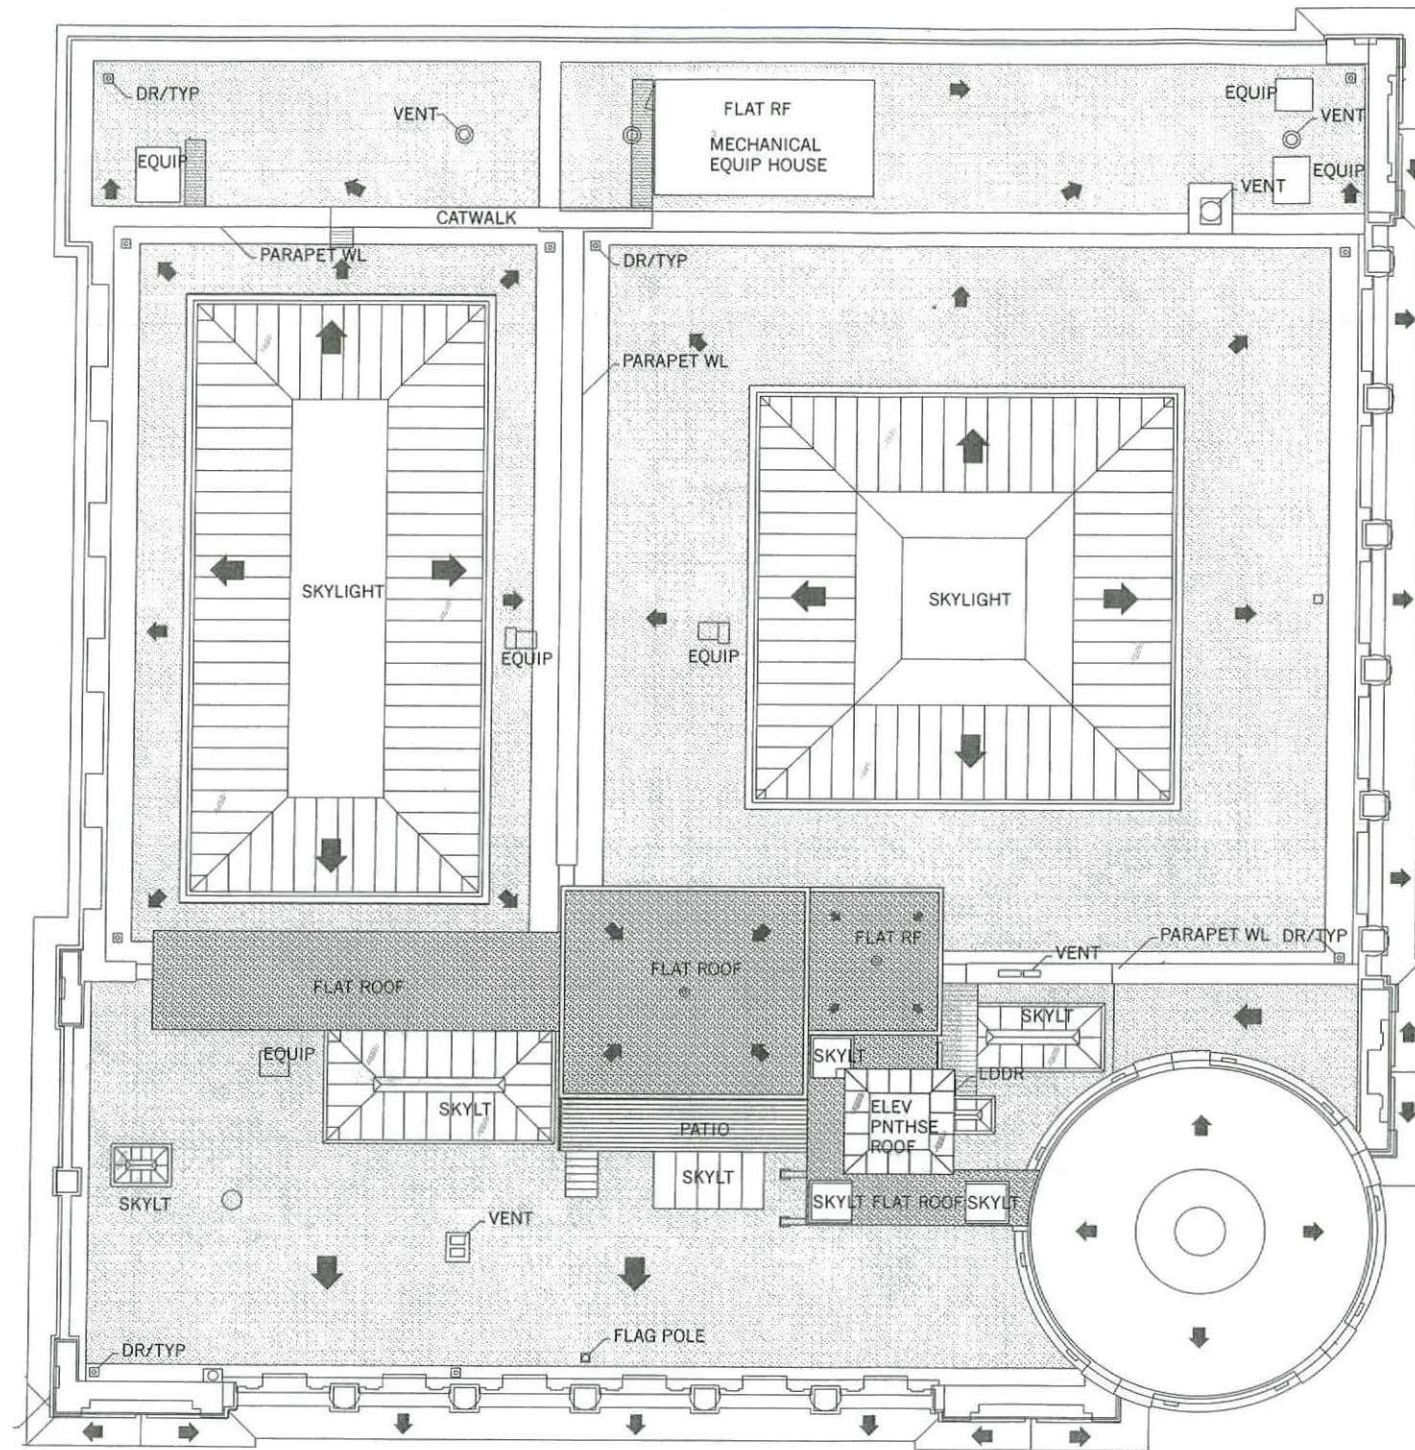 DR/TYP
VENT
EQUIP
FLAT RF
MECHANICAL
EQUIP HOUSE
EQUIP
VENT
EQUIP
VENT
CATWALK
PARAPET WL
DR/TYP
PARAPET WL
SKYLIGHT
SKYLIGHT
EQUIP
EQUIP
FLAT ROOF
FLAT ROOF
FLAT RF
VENT
PARAPET WL
DR/TYP
SKYLT
EQUIP
SKYLT
SKYLT
LDDR
ELEV
PNTHSE
ROOF
PATIO
SKYLT
SKYLT
SKYLT
FLAT ROOF
SKYLT
VENT
FLAG POLE
DR/TYP